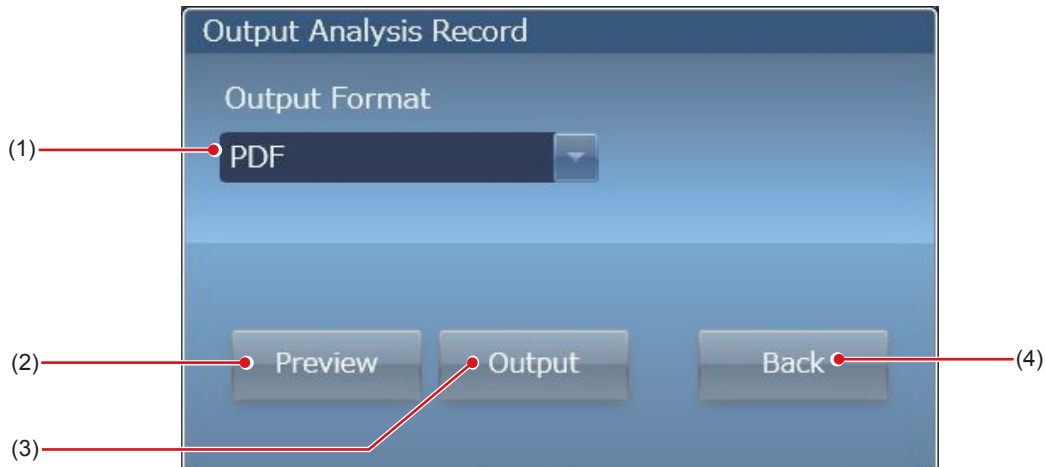 Output Analysis Record
Output Format
(1)
PDF
(2)
Preview
Output
Back
(4)
(3)